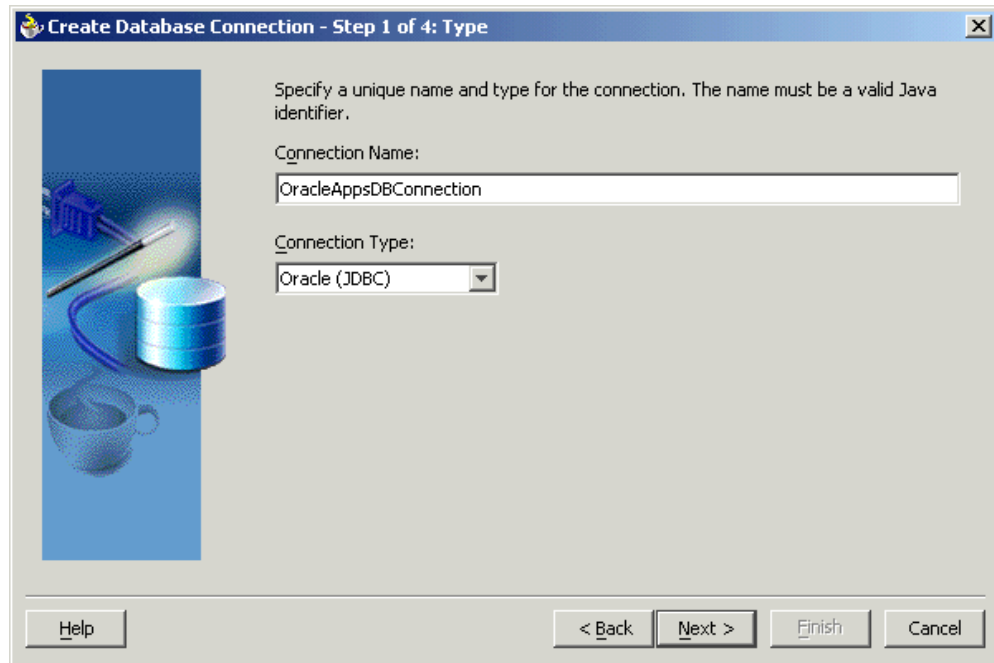 Create Database Connection - Step 1 of 4: Type
Specify a unique name and type for the connection. The name must be a valid Java
identifier.
Connection Name:
OracleAppsDBConnection
Connection Type:
Oracle (JDBC)
Help
< Back
Next >
Finish
Cancel